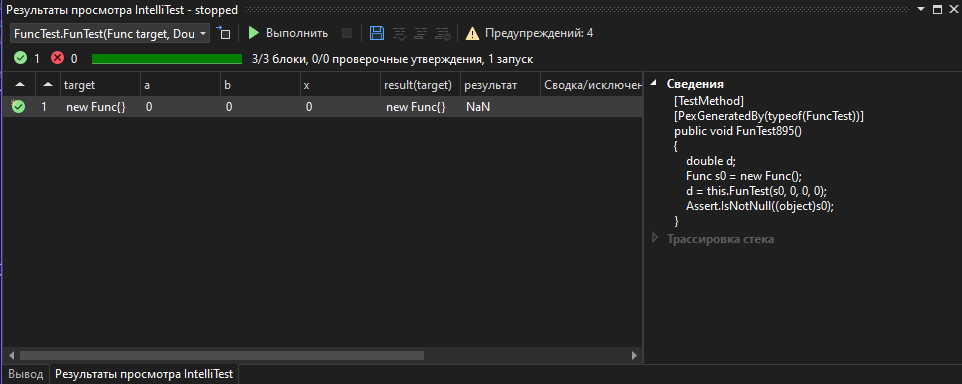 Результаты просмотра IntelliTest - stopped
FuncTest.FunTest(Func target, Dou
Выполнить
Предупреждений: 4
1 0 3/3 блоки, 0/0 проверочные утверждения, 1 запуск
target a b x result(target) результат Сводка/исключен
1 new Func{} 0 0 0 new Func{} NaN
Сведения
[TestMethod]
[PexGeneratedBy(typeof(FuncTest))]
public void FunTest895()
{
double d;
Func s0 = new Func();
d = this.FunTest(s0, 0, 0, 0);
Assert.IsNotNull((object)s0);
}
Трассировка стека
Вывод Результаты просмотра IntelliTest